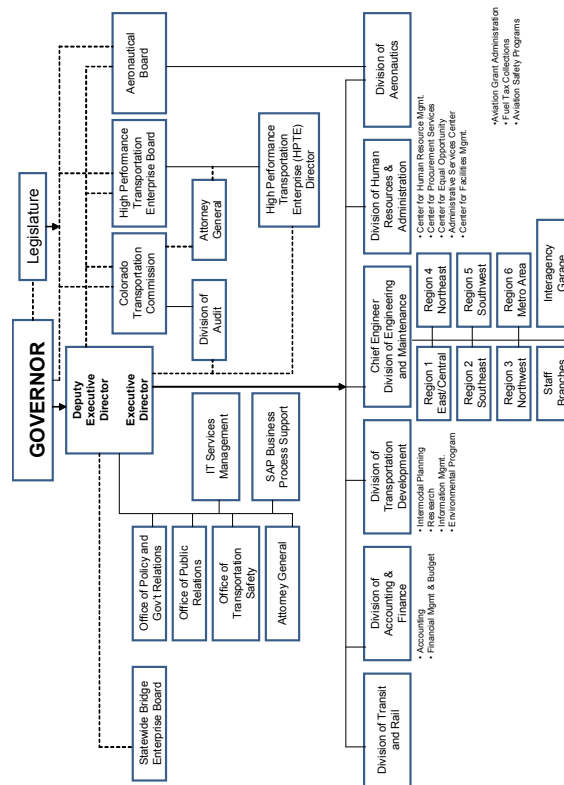 GOVERNOR
Legislature
Deputy
Executive
Director
Executive
Director
Statewide Bridge
Enterprise Board
Colorado
Transportation
Commission
High Performance
Transportation
Enterprise Board
Aeronautical
Board
Office of Policy and
Gov't Relations
Office of Public
Relations
Office of
Transportation
Safety
Attorney General
IT Services
Management
SAP Business
Process Support
Division of
Audit
Attorney
General
High Performance
Transportation
Enterprise (HPTE)
Director
Division of Transit
and Rail
Division of
Accounting &
Finance
• Accounting
• Financial Mgmt & Budget
Division of
Transportation
Development
• Intermodal Planning
• Research
• Information Mgmt.
• Environmental Program
Chief Engineer
Division of Engineering
and Maintenance
Region 1
East/Central
Region 4
Northeast
Region 2
Southeast
Region 5
Southwest
Region 3
Northwest
Region 6
Metro Area
Staff
Branches
Interagency
Garage
Division of Human
Resources &
Administration
• Center for Human Resource Mgmt.
• Center for Procurement Services
• Center for Equal Opportunity
• Administrative Services Center
• Center for Facilities Mgmt.
Division of
Aeronautics
•Aviation Grant Administration
• Fuel Tax Collections
• Aviation Safety Programs